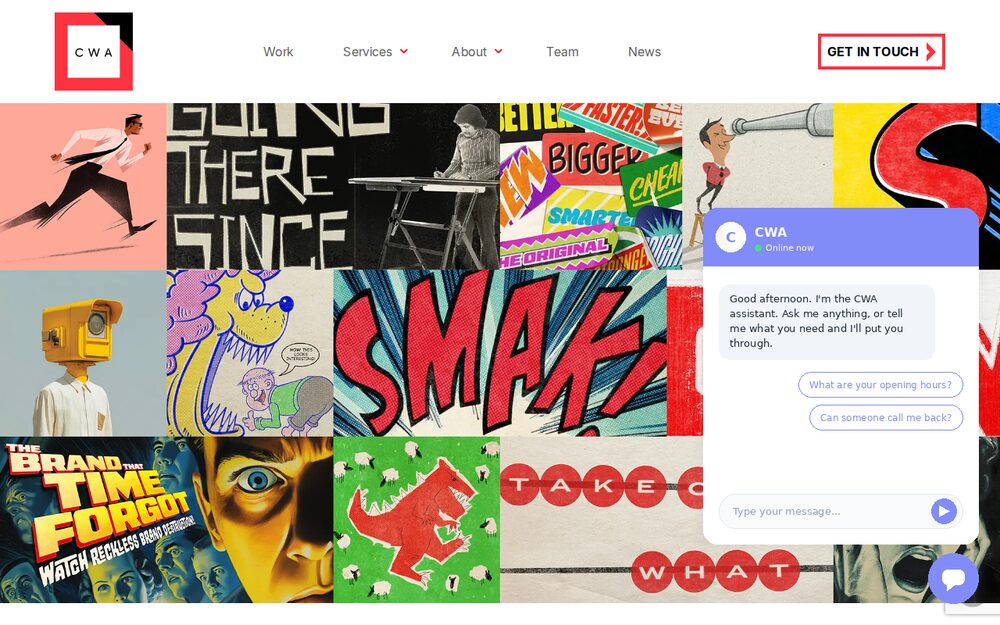 CWA
Work
Services
About
Team
News
GET IN TOUCH
GOING
THERE
SINCE
BETTER
FASTER!
NEW
BIGGER
CHEAP
SMARTER
THE ORIGINAL
STRONGER
S
C
CWA
Online now
Good afternoon. I'm the CWA
assistant. Ask me anything, or tell
me what you need and I'll put you
through.
What are your opening hours?
Can someone call me back?
Type your message...
NOW THIS
LOOKS
INTERESTING!
SMAK!
THE
BRAND THAT
TIME
FORGOT
WATCH RECKLESS BRAND DESTRUCTION!
TAKE
WHAT